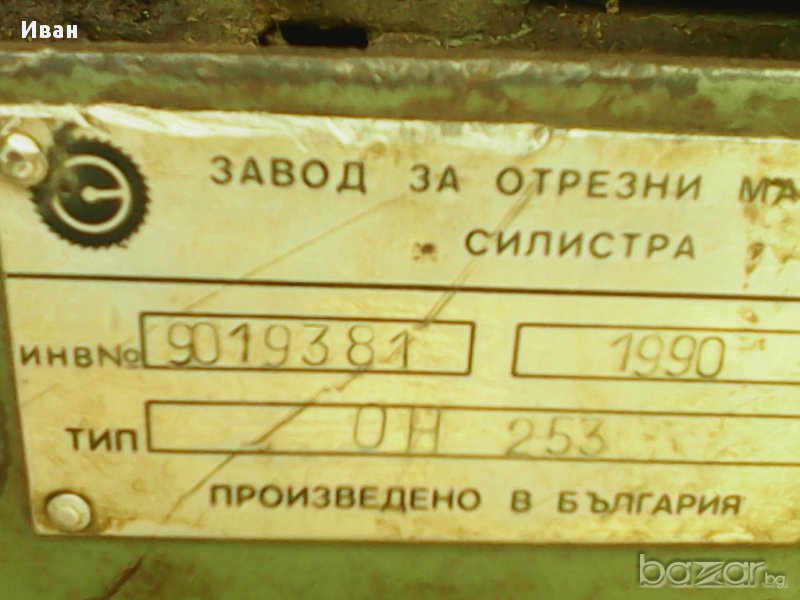 Иван
ЗАВОД ЗА ОТРЕЗНИ МА
СИЛИСТРА
ИНВ№ 9019381 1990
ТИП ОН 253
ПРОИЗВЕДЕНО В БЪЛГАРИЯ
bazar.bg